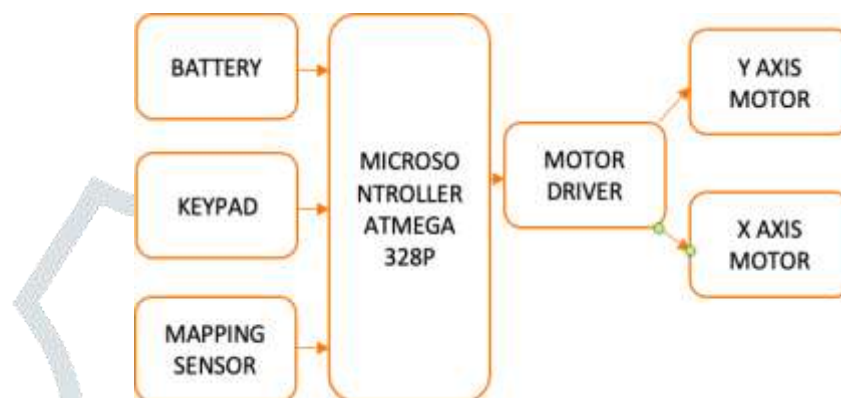 BATTERY
KEYPAD
MAPPING
SENSOR
MICROSO
NTROLLER
ATMEGA
328P
MOTOR
DRIVER
Y AXIS
MOTOR
X AXIS
MOTOR